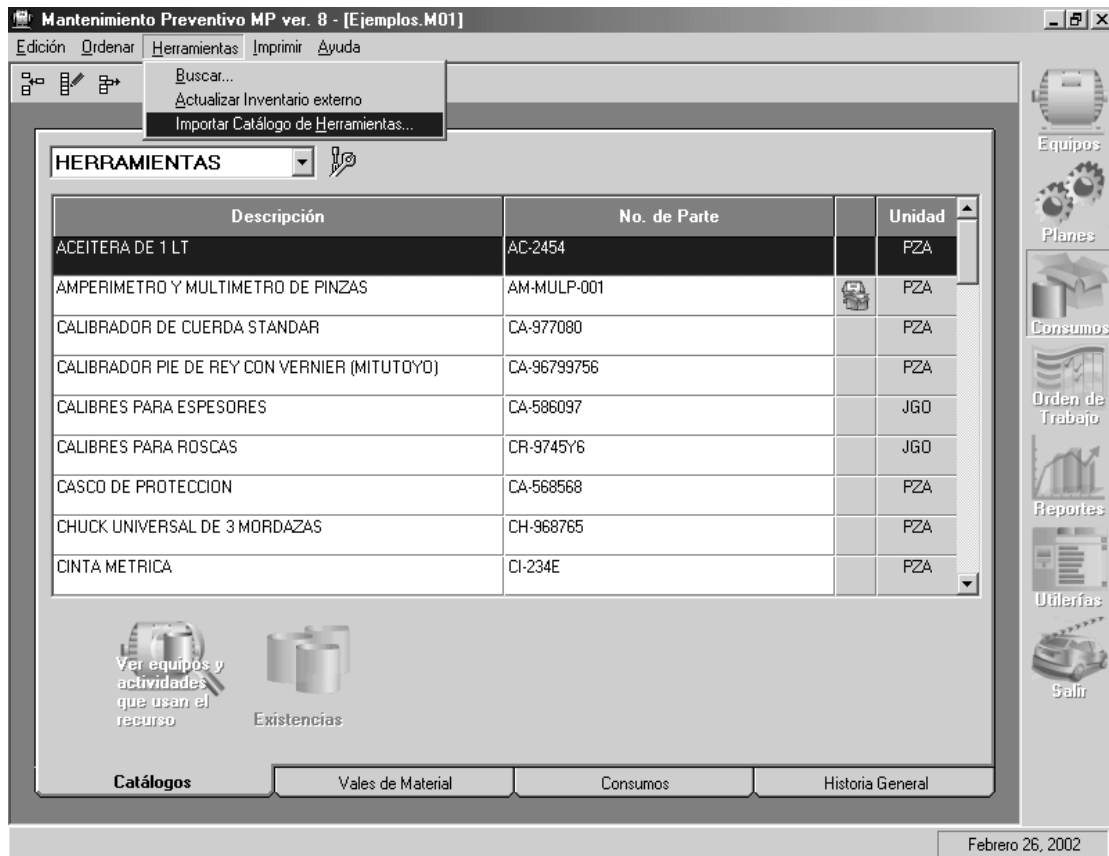 Mantenimiento Preventivo MP ver. 8 - [Ejemplos.M01]
Edición Ordenar Herramientas Imprimir Ayuda
Buscar...
Actualizar Inventario externo
Importar Catálogo de Herramientas...
HERRAMIENTAS
Descripción No. de Parte Unidad
ACEITERA DE 1 LT AC-2454 PZA
AMPERIMETRO Y MULTIMETRO DE PINZAS AM-MULP-001 PZA
CALIBRADOR DE CUERDA STANDAR CA-977080 PZA
CALIBRADOR PIE DE REY CON VERNIER (MITUTOYO) CA-96799756 PZA
CALIBRES PARA ESPESORES CA-586097 JGO
CALIBRES PARA ROSCAS CR-9745Y6 JGO
CASCO DE PROTECCION CA-568568 PZA
CHUCK UNIVERSAL DE 3 MORDAZAS CH-968765 PZA
CINTA METRICA CI-234E PZA
Ver equipos y
actividades
que usan el
recurso
Existencias
Catálogos Vales de Material Consumos Historia General
Equipos
Planes
Consumos
Orden de
Trabajo
Reportes
Utilerías
Salir
Febrero 26, 2002